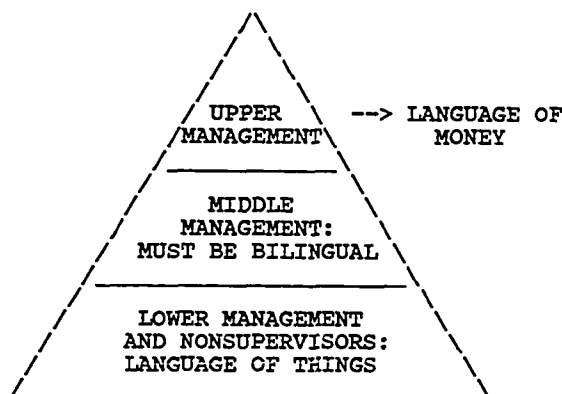 UPPER --> LANGUAGE OF
MANAGEMENT MONEY
MIDDLE
MANAGEMENT:
MUST BE BILINGUAL
LOWER MANAGEMENT
AND NONSUPERVISORS:
LANGUAGE OF THINGS